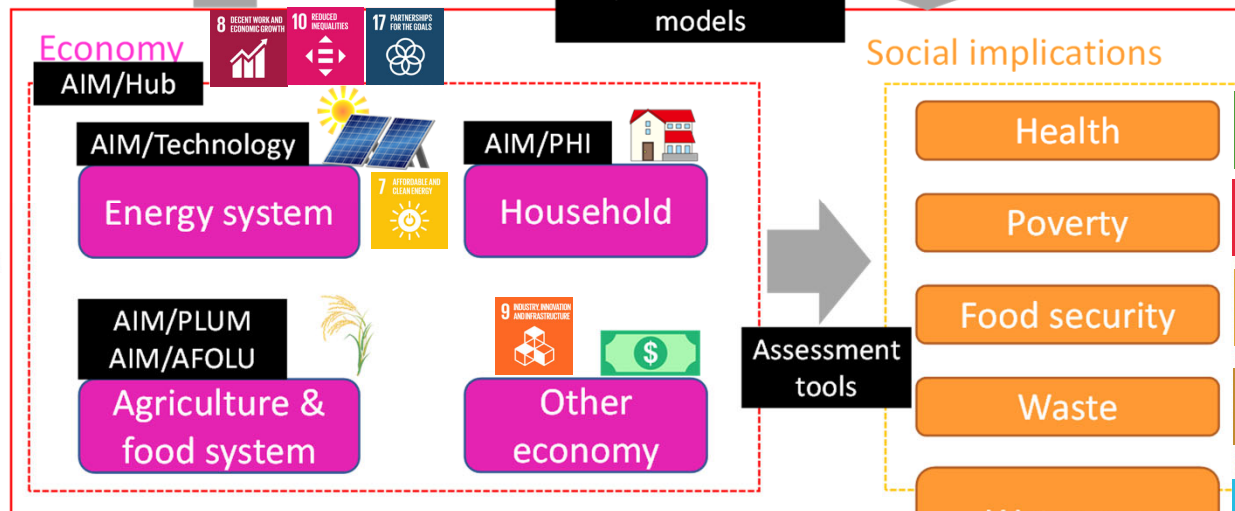 models
Economy
8 DECENT WORK AND
ECONOMIC GROWTH
10 REDUCED
INEQUALITIES
17 PARTNERSHIPS
FOR THE GOALS
Social implications
AIM/Hub
AIM/Technology
Energy system
7 AFFORDABLE AND
CLEAN ENERGY
AIM/PHI
Household
AIM/PLUM
AIM/AFOLU
Agriculture &
food system
9 INDUSTRY, INNOVATION
AND INFRASTRUCTURE
$
Other
economy
Assessment
tools
Health
Poverty
Food security
Waste